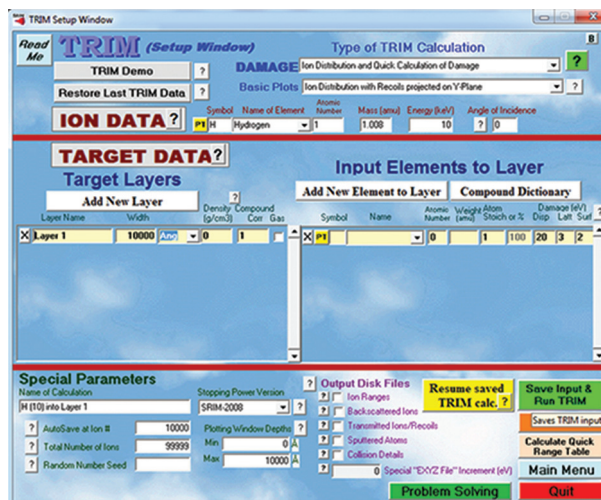 TRIM Setup Window
Read Me
TRIM (Setup Window)
Type of TRIM Calculation
B
TRIM Demo ?
DAMAGE Ion Distribution and Quick Calculation of Damage ?
Restore Last TRIM Data ?
Basic Plots Ion Distribution with Recoils projected on Y-Plane ?
ION DATA ?
Symbol Name of Element Atomic Number Mass (amu) Energy (keV) Angle of Incidence
P1 H Hydrogen 1 1.008 10 ? 0
TARGET DATA ?
Target Layers
Input Elements to Layer
Add New Layer ?
Add New Element to Layer Compound Dictionary
Layer Name Width Density (g/cm3) Compound Corr Gas
Symbol Name Atomic Number Weight (amu) Atom Stoich or % Damage (eV) Disp Latt Surf
X Layer 1 10000 Ang 0 1
X P1 0 1 100 20 3 2
Special Parameters
Name of Calculation
H (10) into Layer 1
Stopping Power Version
SRIM-2008 ?
? AutoSave at Ion # 10000
? Total Number of Ions 99999
? Random Number Seed
Plotting Window Depths ?
Min 0 Å
Max 10000 Å
? Output Disk Files
? Ion Ranges
? Backscattered Ions
? Transmitted Ions/Recoils
? Sputtered Atoms
? Collision Details
0 Special "EXYZ File" Increment (eV)
Resume saved TRIM calc. ?
Save Input & Run TRIM
Saves TRIM input
Calculate Quick Range Table
Main Menu
Problem Solving
Quit